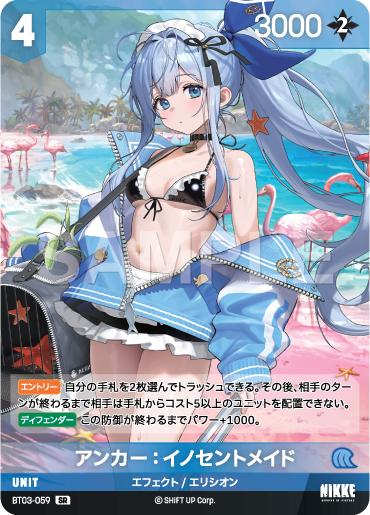 4
3000 2
SAMPLE
エントリー 自分の手札を2枚選んでトラッシュできる。その後、相手のター
ンが終わるまで相手は手札からコスト5以上のユニットを配置できない。
ディフェンダー この防御が終わるまでパワー+1000。
アンカー：イノセントメイド
UNIT エフェクト / エリシオン NIKKE
BT03-059 SR ©SHIFT UP Corp.